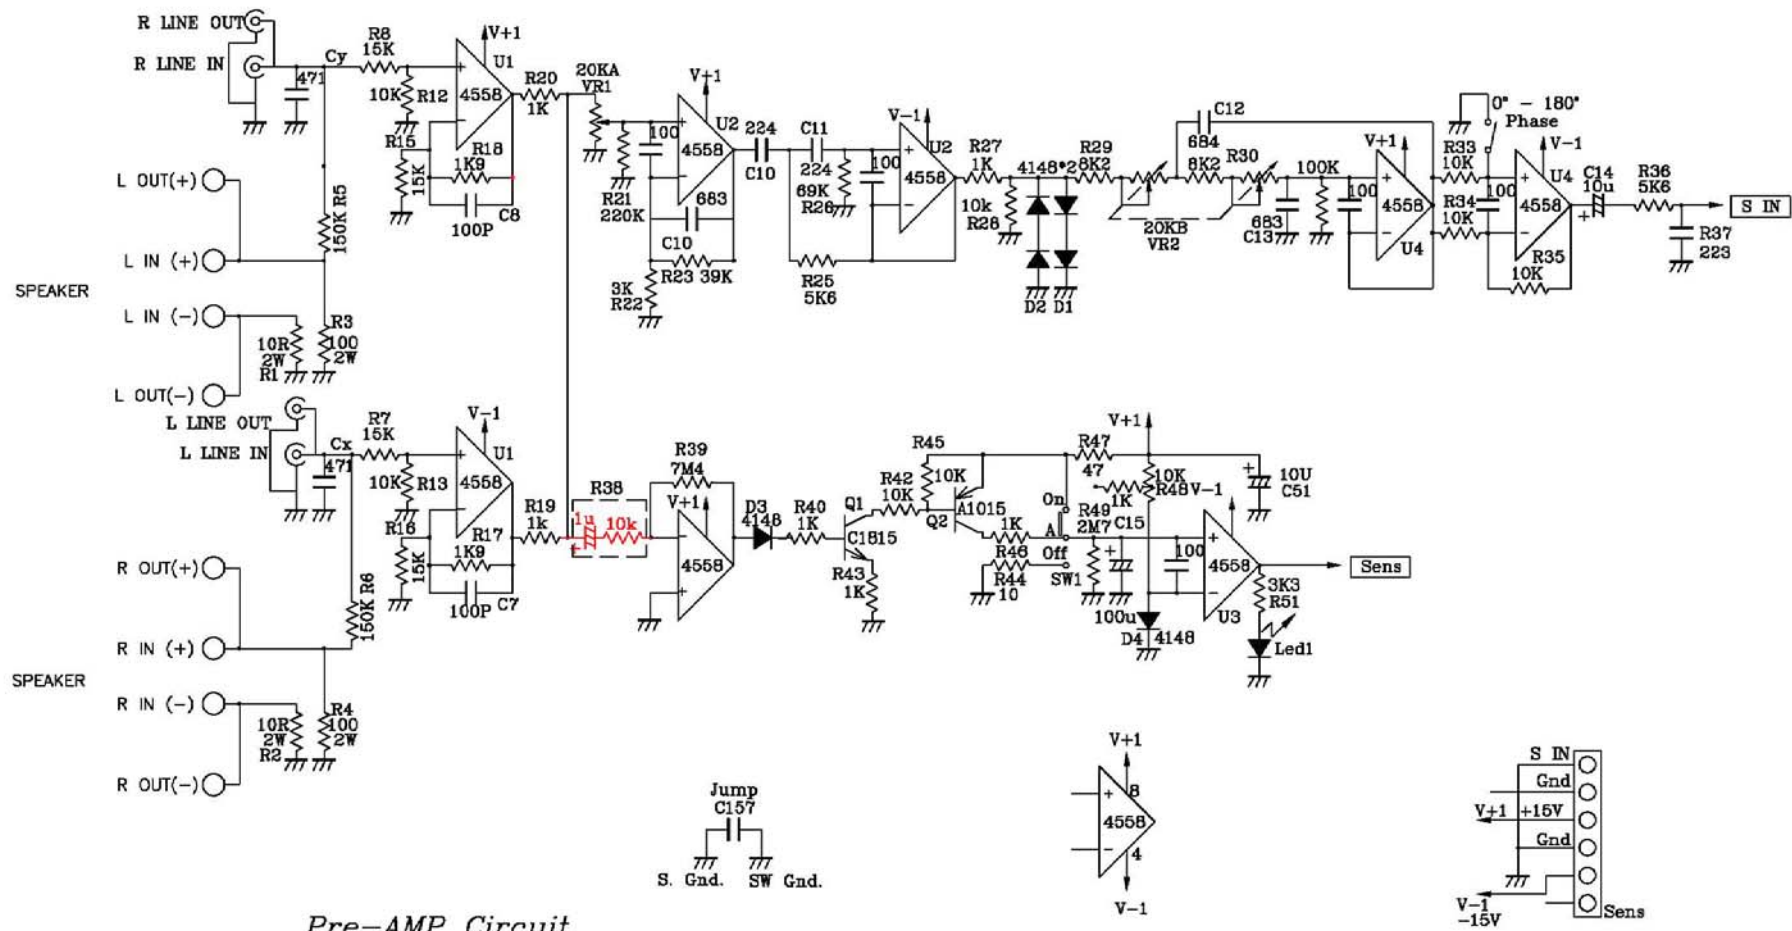 R LINE OUT
R LINE IN
471
Cy
R8
15K
10K
R12
V+1
U1
4558
R15
15K
R18
1K9
C8
100P
R20
1K
20KA
VR1
R21
220K
100
V+1
U2
4558
683
C10
R23 39K
3K
R22
224
C10
C11
224
69K
R26
100
V-1
U2
4558
R25
5K6
R27
1K
10k
R28
4148*2
D2 D1
R29
8K2
20KB
VR2
8K2
R30
C12
684
683
C13
100K
100
V+1
4558
U4
R33
10K
R34
10K
0° - 180°
Phase
100
V-1
U4
4558
R35
10K
C14
10u
+
R36
5K6
S IN
R37
223
L OUT(+)
L IN (+)
SPEAKER
L IN (-)
L OUT(-)
150K R5
10R
2W
R1
R3
100
2W
L LINE OUT
L LINE IN
471
Cx
R7
15K
10K
R13
V-1
U1
4558
R16
15K
R17
1K9
100P
C7
R19
1k
R38
1u
10k
+
R39
7M4
V+1
4558
D3
4148
R40
1K
Q1
C1815
R43
1K
R42
10K
R45
10K
Q2
A1015
1K
R46
R44
10
On
A
Off
SW1
R47
47
V+1
10K
1K
R48
R49
2M7
C15
+
100u
D4
4148
100
V-1
4558
U3
10U
C51
+
Sens
3K3
R51
Led1
R OUT(+)
R IN (+)
SPEAKER
R IN (-)
R OUT(-)
150K R6
10R
2W
R2
R4
100
2W
Jump
C157
S. Gnd. SW Gnd.
V+1
8
4558
4
V-1
S IN
Gnd
V+1 +15V
Gnd
V-1
-15V
Sens
Pre-AMP Circuit